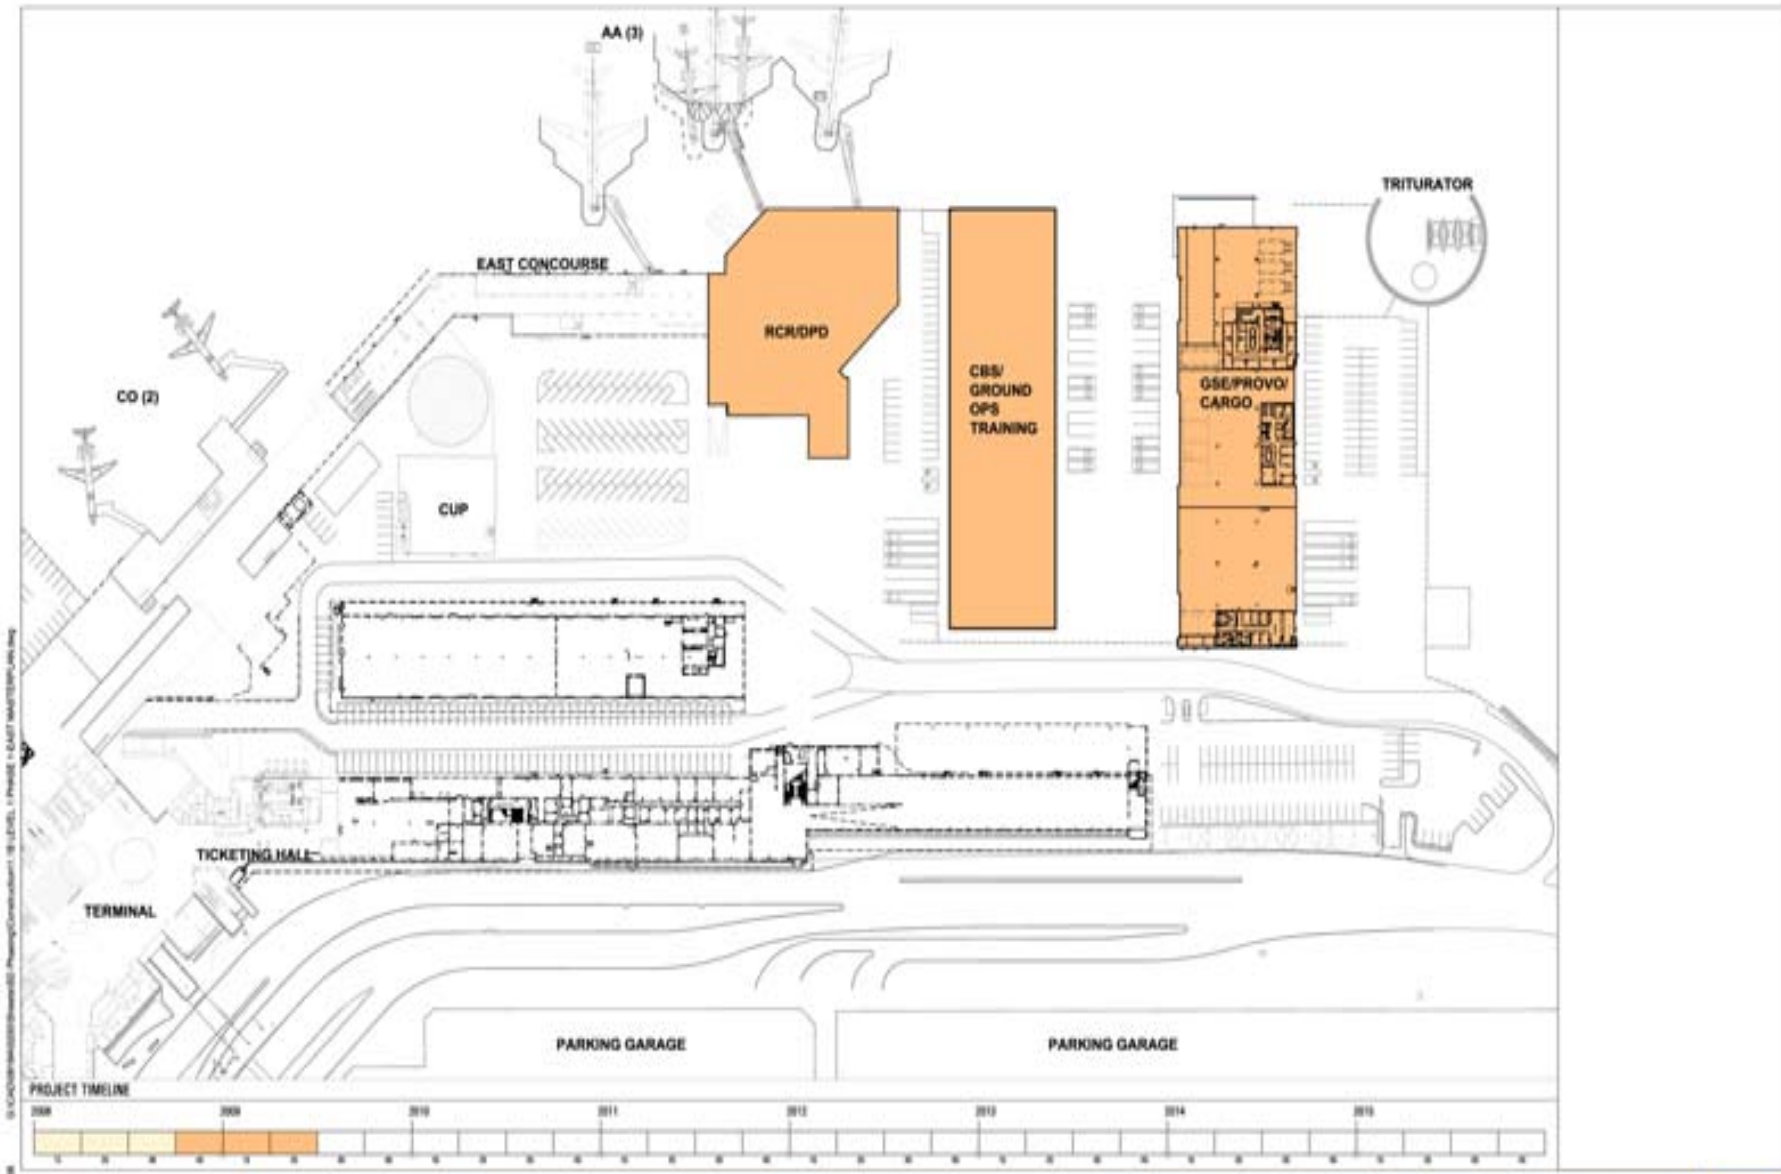 AA (3)
TRITURATOR
EAST CONCOURSE
RCR/DPD
CO (2)
CBS/
GROUND
OPS
TRAINING
GSE/PROVO/
CARGO
CUP
TICKETING HALL
TERMINAL
PARKING GARAGE
PARKING GARAGE
PROJECT TIMELINE
2008 2009 2010 2011 2012 2013 2014 2015